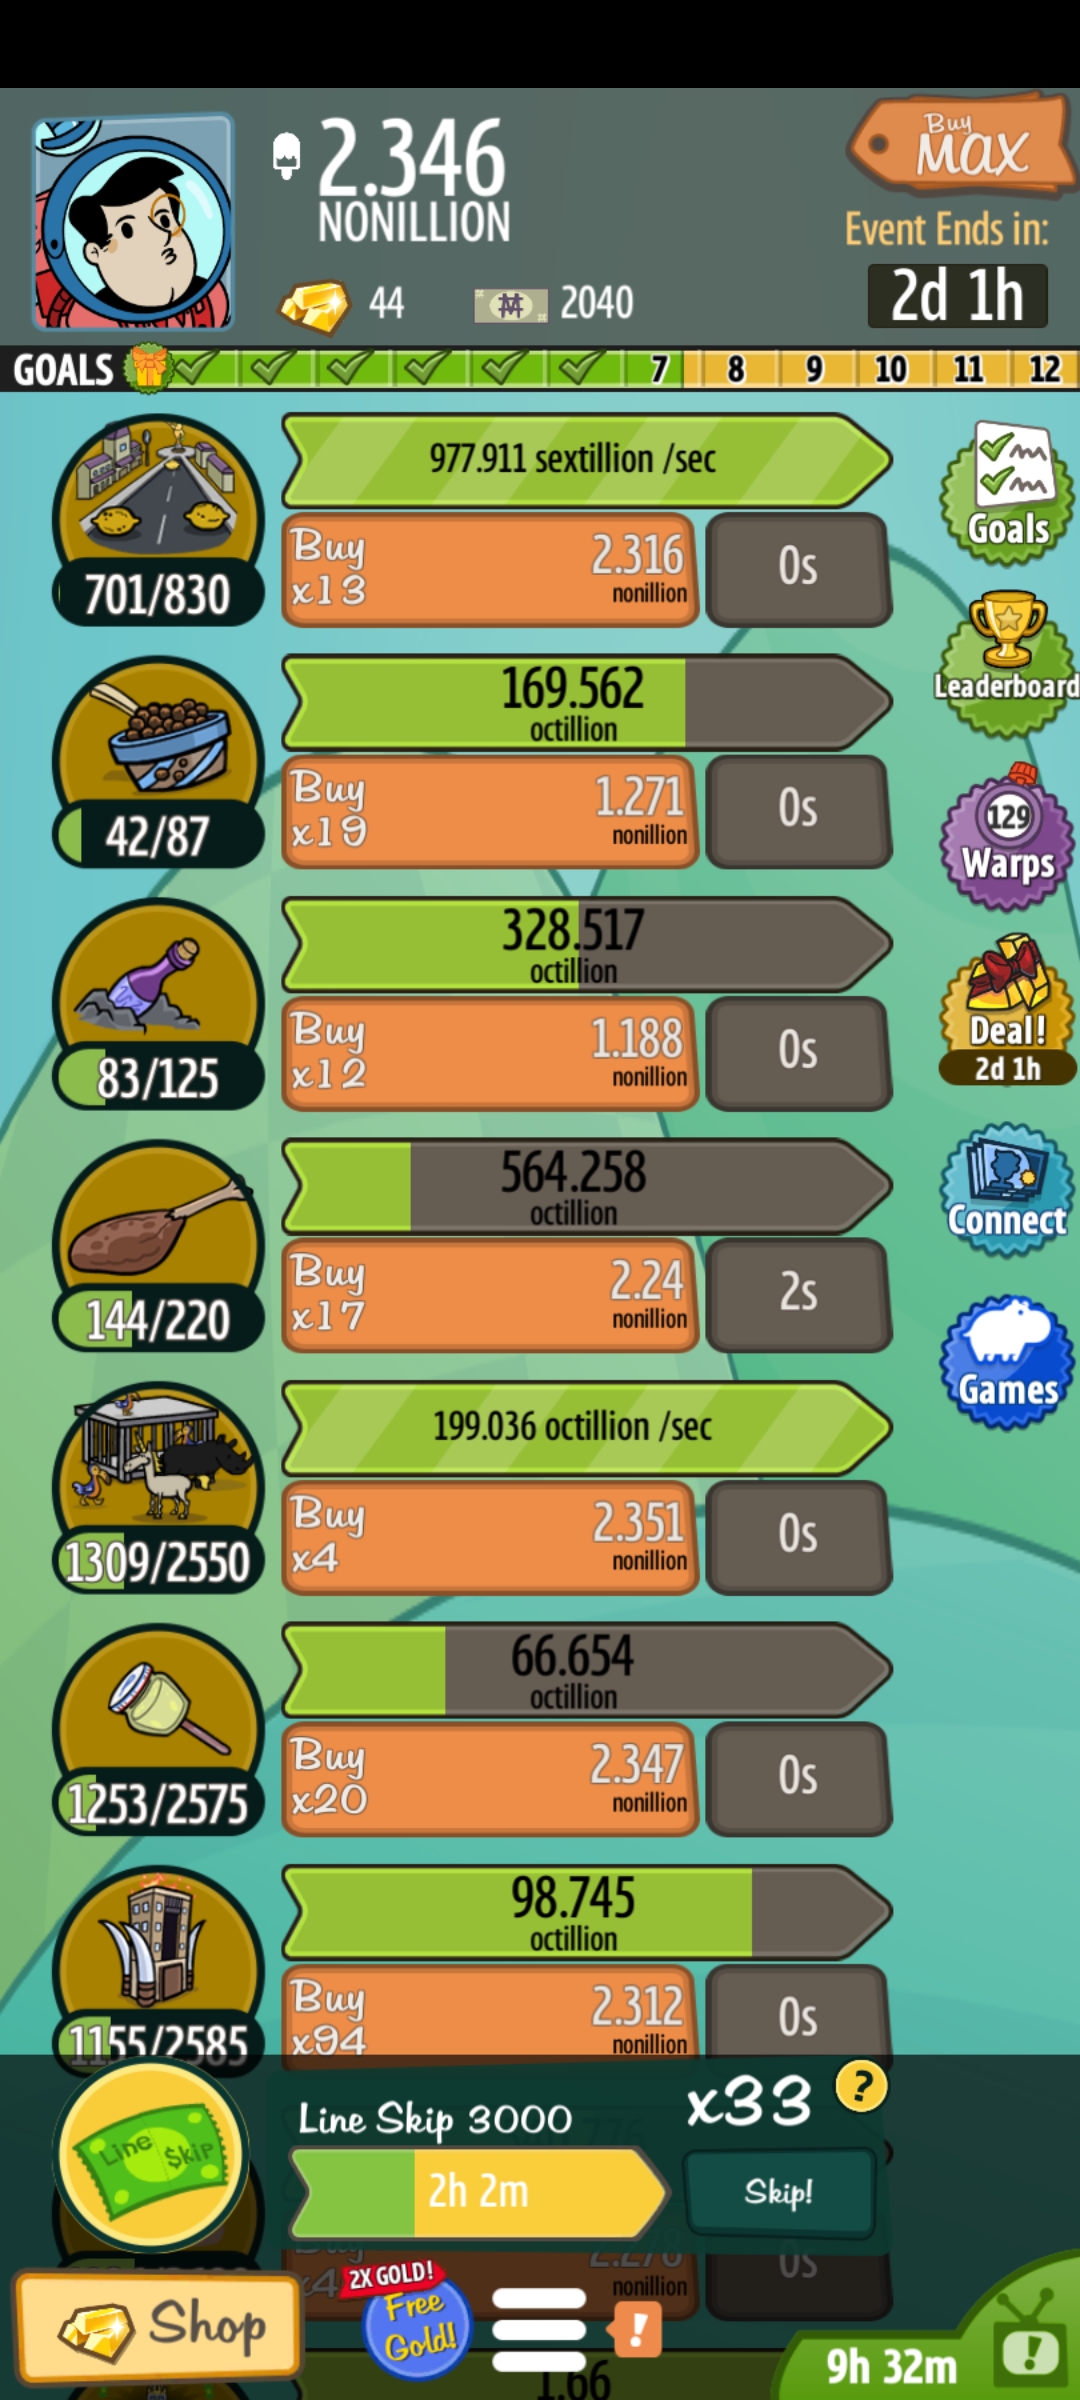 2.346
NONILLION
44
2040
Buy
MAX
Event Ends in:
2d 1h
GOALS
7
8
9
10
11
12
977.911 sextillion /sec
Buy
x13
2.316
nonillion
0s
701/830
169.562
octillion
Buy
x19
1.271
nonillion
0s
42/87
328.517
octillion
Buy
x12
1.188
nonillion
0s
83/125
564.258
octillion
Buy
x17
2.24
nonillion
2s
144/220
199.036 octillion /sec
Buy
x4
2.351
nonillion
0s
1309/2550
66.654
octillion
Buy
x20
2.347
nonillion
0s
1253/2575
98.745
octillion
Buy
x94
2.312
nonillion
0s
1155/2585
Goals
Leaderboard
129
Warps
Deal!
2d 1h
Connect
Games
Line Skip
Line Skip 3000
x33
?
2h 2m
Skip!
2.278
nonillion
0s
Shop
2X GOLD!
Free
Gold!
!
1.66
9h 32m
!